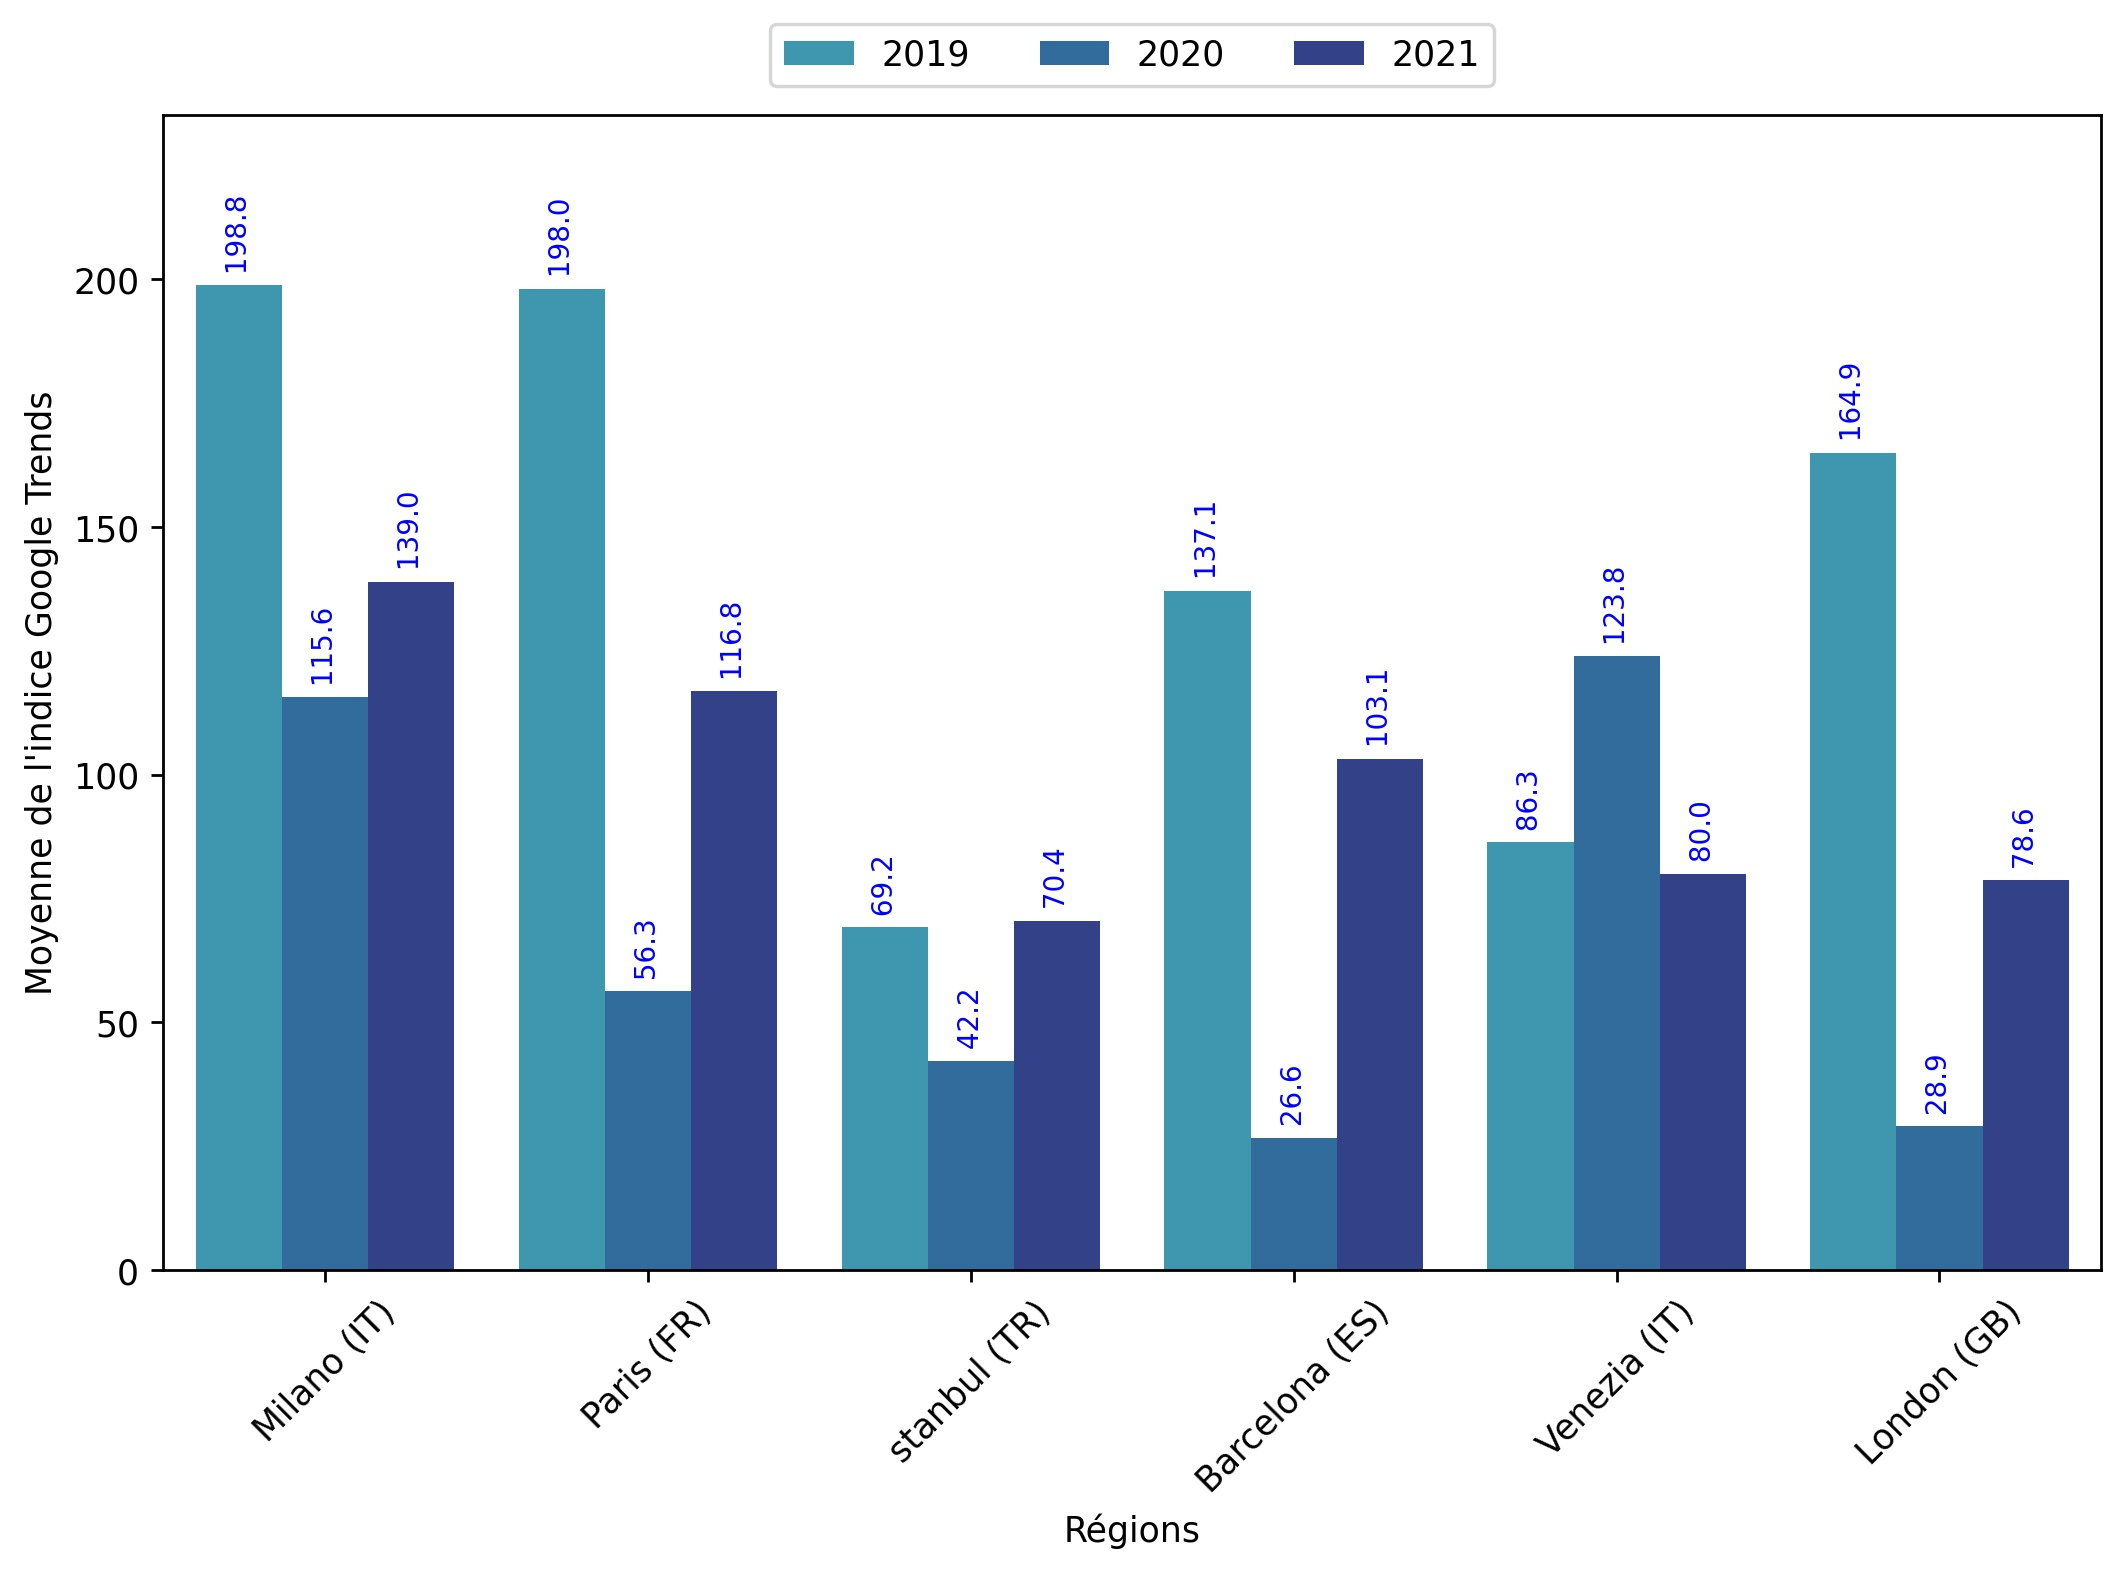 2019 2020 2021
Moyenne de l'indice Google Trends
200
150
100
50
0
198.8 115.6 139.0
198.0 56.3 116.8
69.2 42.2 70.4
137.1 26.6 103.1
86.3 123.8 80.0
164.9 28.9 78.6
Milano (IT)
Paris (FR)
stanbul (TR)
Barcelona (ES)
Venezia (IT)
London (GB)
Régions